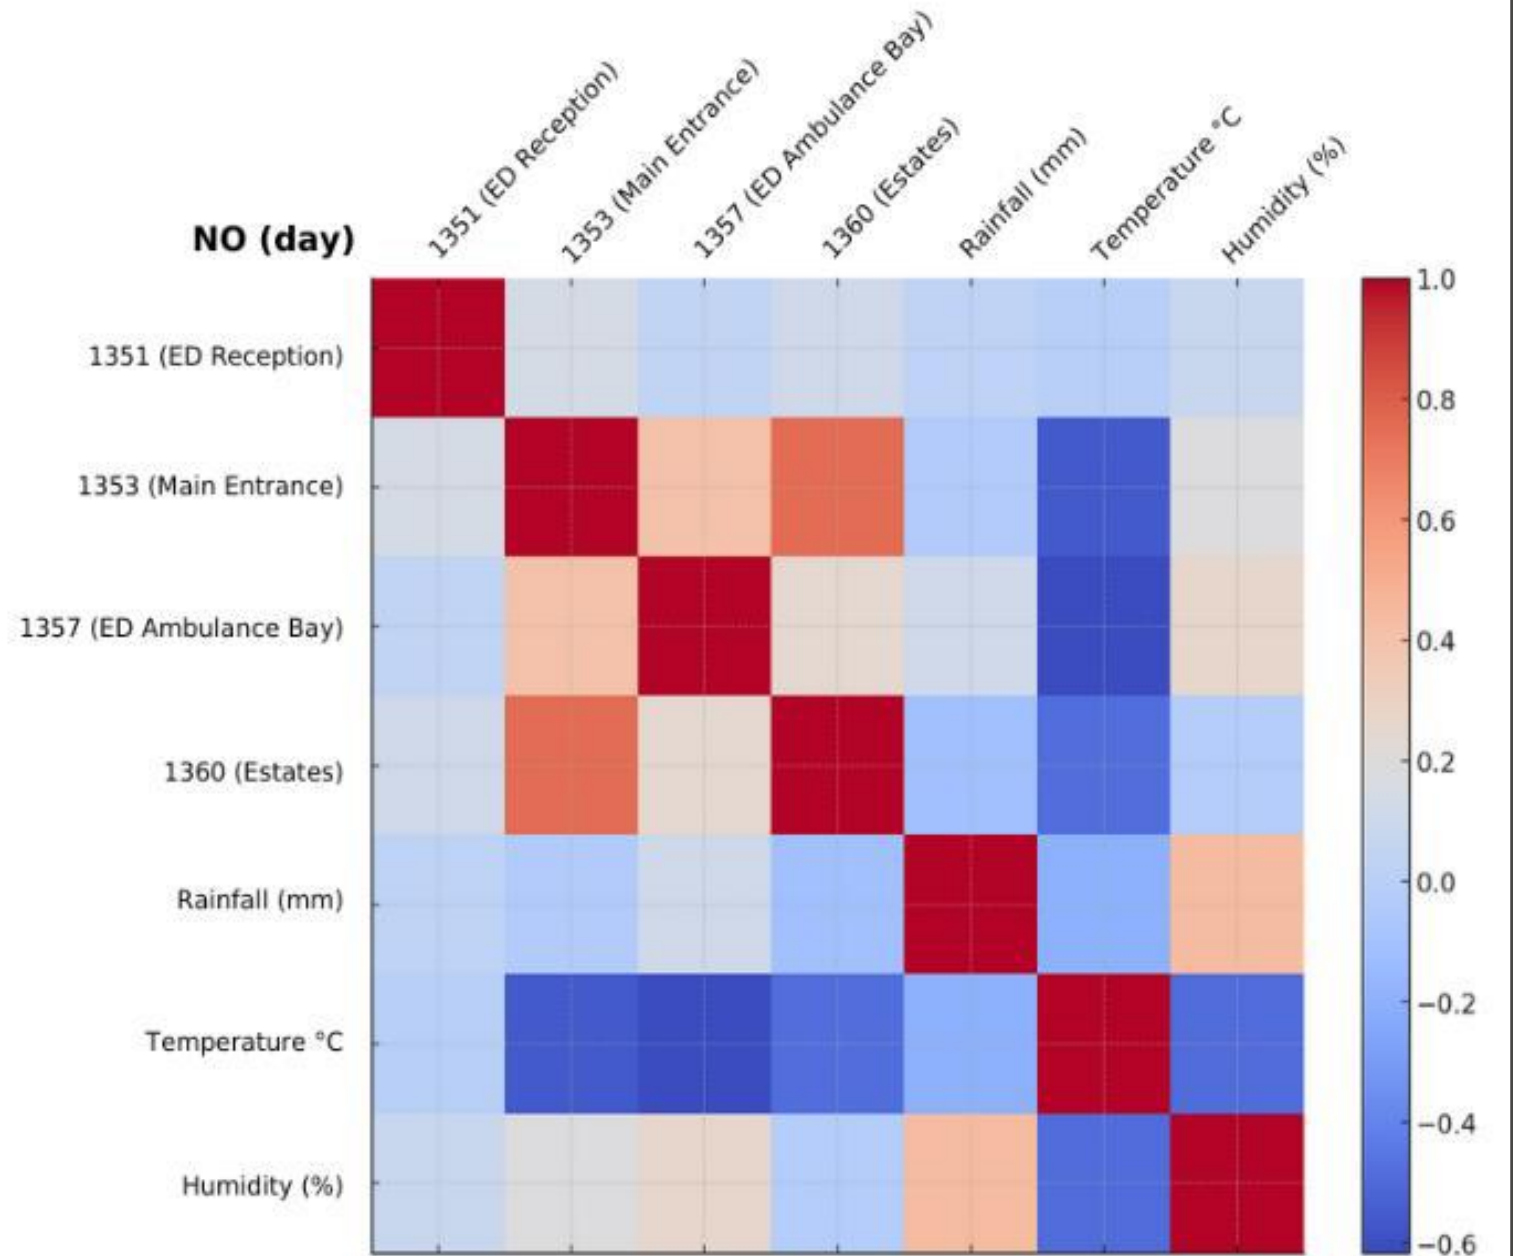 NO (day)
1351 (ED Reception)
1353 (Main Entrance)
1357 (ED Ambulance Bay)
1360 (Estates)
Rainfall (mm)
Temperature °C
Humidity (%)
1351 (ED Reception)
1353 (Main Entrance)
1357 (ED Ambulance Bay)
1360 (Estates)
Rainfall (mm)
Temperature °C
Humidity (%)
1.0
0.8
0.6
0.4
0.2
0.0
−0.2
−0.4
−0.6